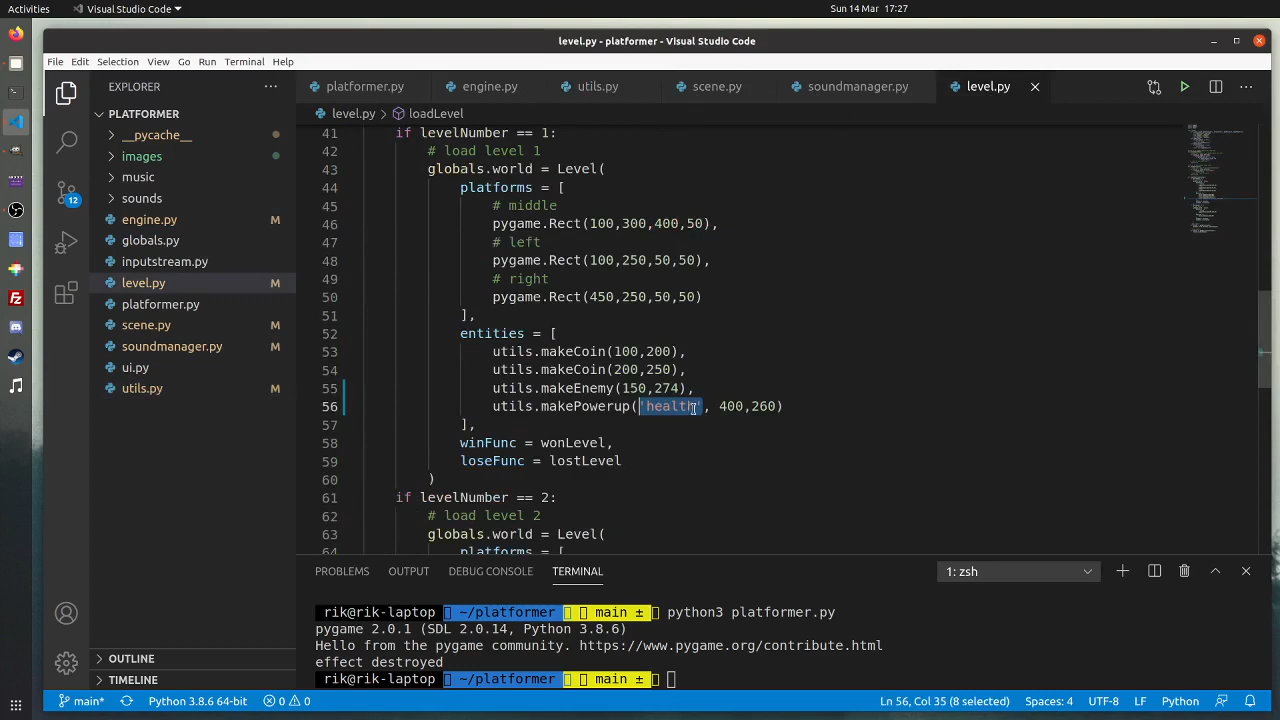 Activities
Visual Studio Code
Sun 14 Mar 17:27
level.py - platformer - Visual Studio Code
File Edit Selection View Go Run Terminal Help
EXPLORER
platformer.py
engine.py
utils.py
scene.py
soundmanager.py
level.py
PLATFORMER
level.py > loadLevel
__pycache__
images
music
sounds
12
engine.py M
globals.py
inputstream.py
level.py M
platformer.py
scene.py M
soundmanager.py M
ui.py
utils.py M
OUTLINE
TIMELINE
41 if levelNumber == 1:
42 # load level 1
43 globals.world = Level(
44 platforms = [
45 # middle
46 pygame.Rect(100,300,400,50),
47 # left
48 pygame.Rect(100,250,50,50),
49 # right
50 pygame.Rect(450,250,50,50)
51 ],
52 entities = [
53 utils.makeCoin(100,200),
54 utils.makeCoin(200,250),
55 utils.makeEnemy(150,274),
56 utils.makePowerup('health', 400,260)
57 ],
58 winFunc = wonLevel,
59 loseFunc = lostLevel
60 )
61 if levelNumber == 2:
62 # load level 2
63 globals.world = Level(
64 platforms = [
PROBLEMS OUTPUT DEBUG CONSOLE TERMINAL
1: zsh
rik@rik-laptop ~/platformer main ± python3 platformer.py
pygame 2.0.1 (SDL 2.0.14, Python 3.8.6)
Hello from the pygame community. https://www.pygame.org/contribute.html
effect destroyed
rik@rik-laptop ~/platformer main ±
main* Python 3.8.6 64-bit 0 0 Ln 56, Col 35 (8 selected) Spaces: 4 UTF-8 LF Python